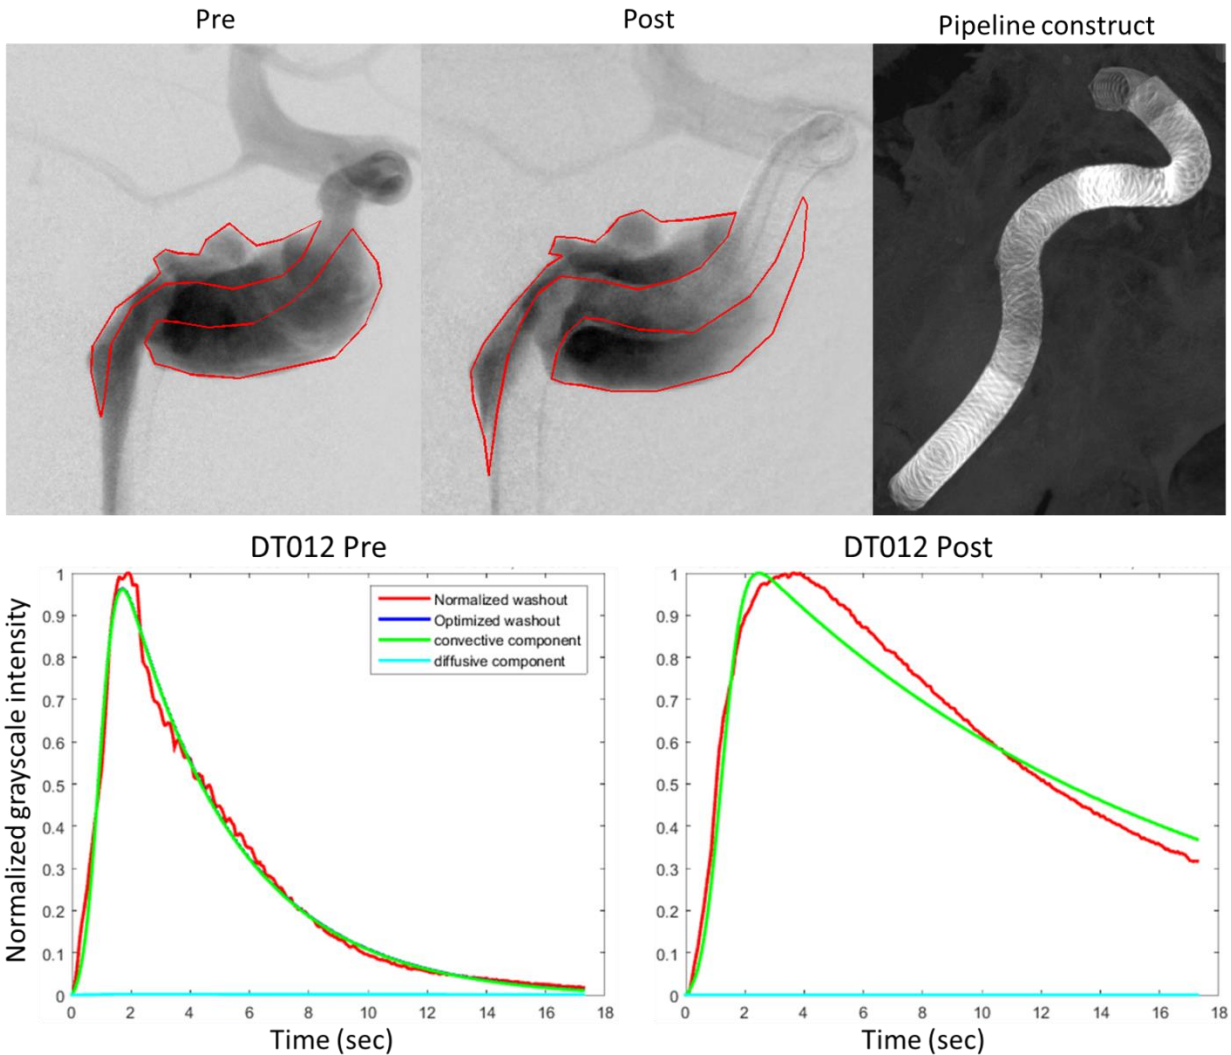 Pre
Post
Pipeline construct
DT012 Pre
DT012 Post
Normalized grayscale intensity
1
0.9
0.8
0.7
0.6
0.5
0.4
0.3
0.2
0.1
0
Normalized washout
Optimized washout
convective component
diffusive component
0 2 4 6 8 10 12 14 16 18
Time (sec)
1
0.9
0.8
0.7
0.6
0.5
0.4
0.3
0.2
0.1
0
0 2 4 6 8 10 12 14 16 18
Time (sec)